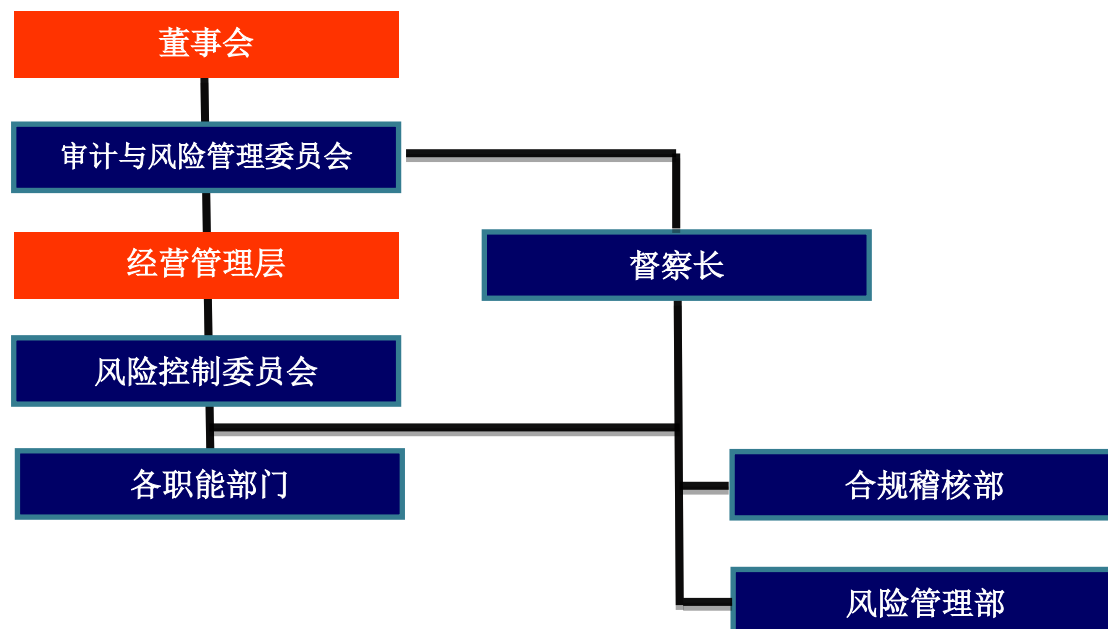 董事会
审计与风险管理委员会
经营管理层
督察长
风险控制委员会
各职能部门
合规稽核部
风险管理部